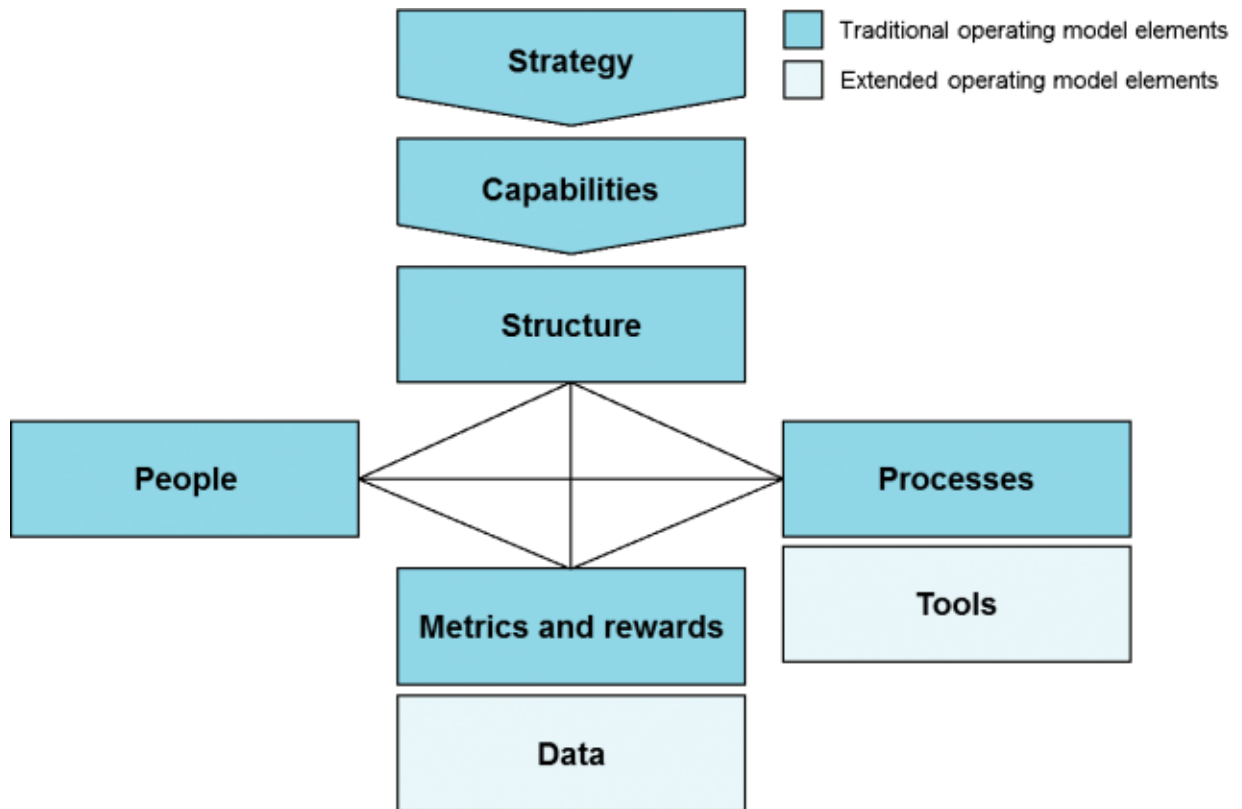 Strategy
Traditional operating model elements
Extended operating model elements
Capabilities
Structure
People
Processes
Metrics and rewards
Tools
Data